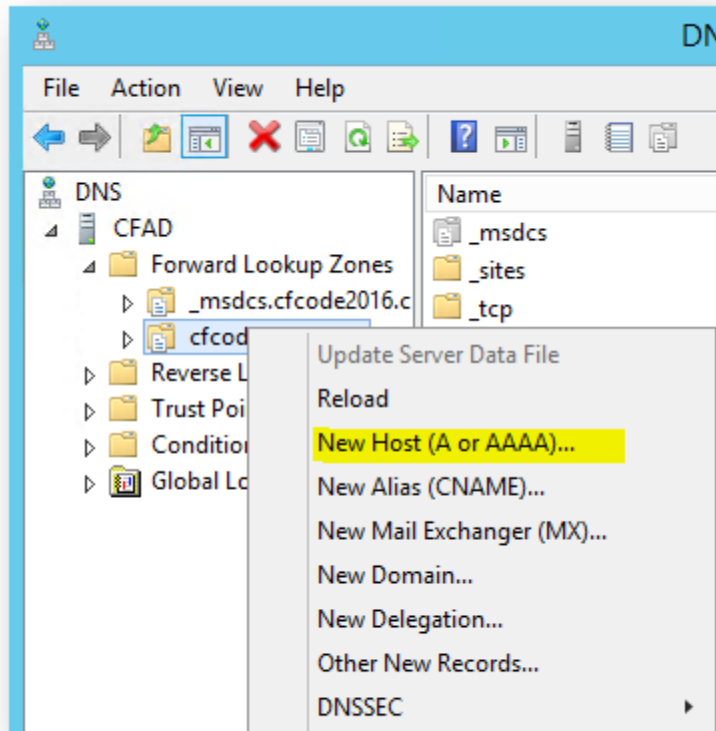 DN
File Action View Help
DNS
CFAD
Forward Lookup Zones
_msdcs.cfcode2016.c
cfcod
Reverse L
Trust Poi
Condition
Global Lo
Name
_msdcs
_sites
_tcp
Update Server Data File
Reload
New Host (A or AAAA)...
New Alias (CNAME)...
New Mail Exchanger (MX)...
New Domain...
New Delegation...
Other New Records...
DNSSEC